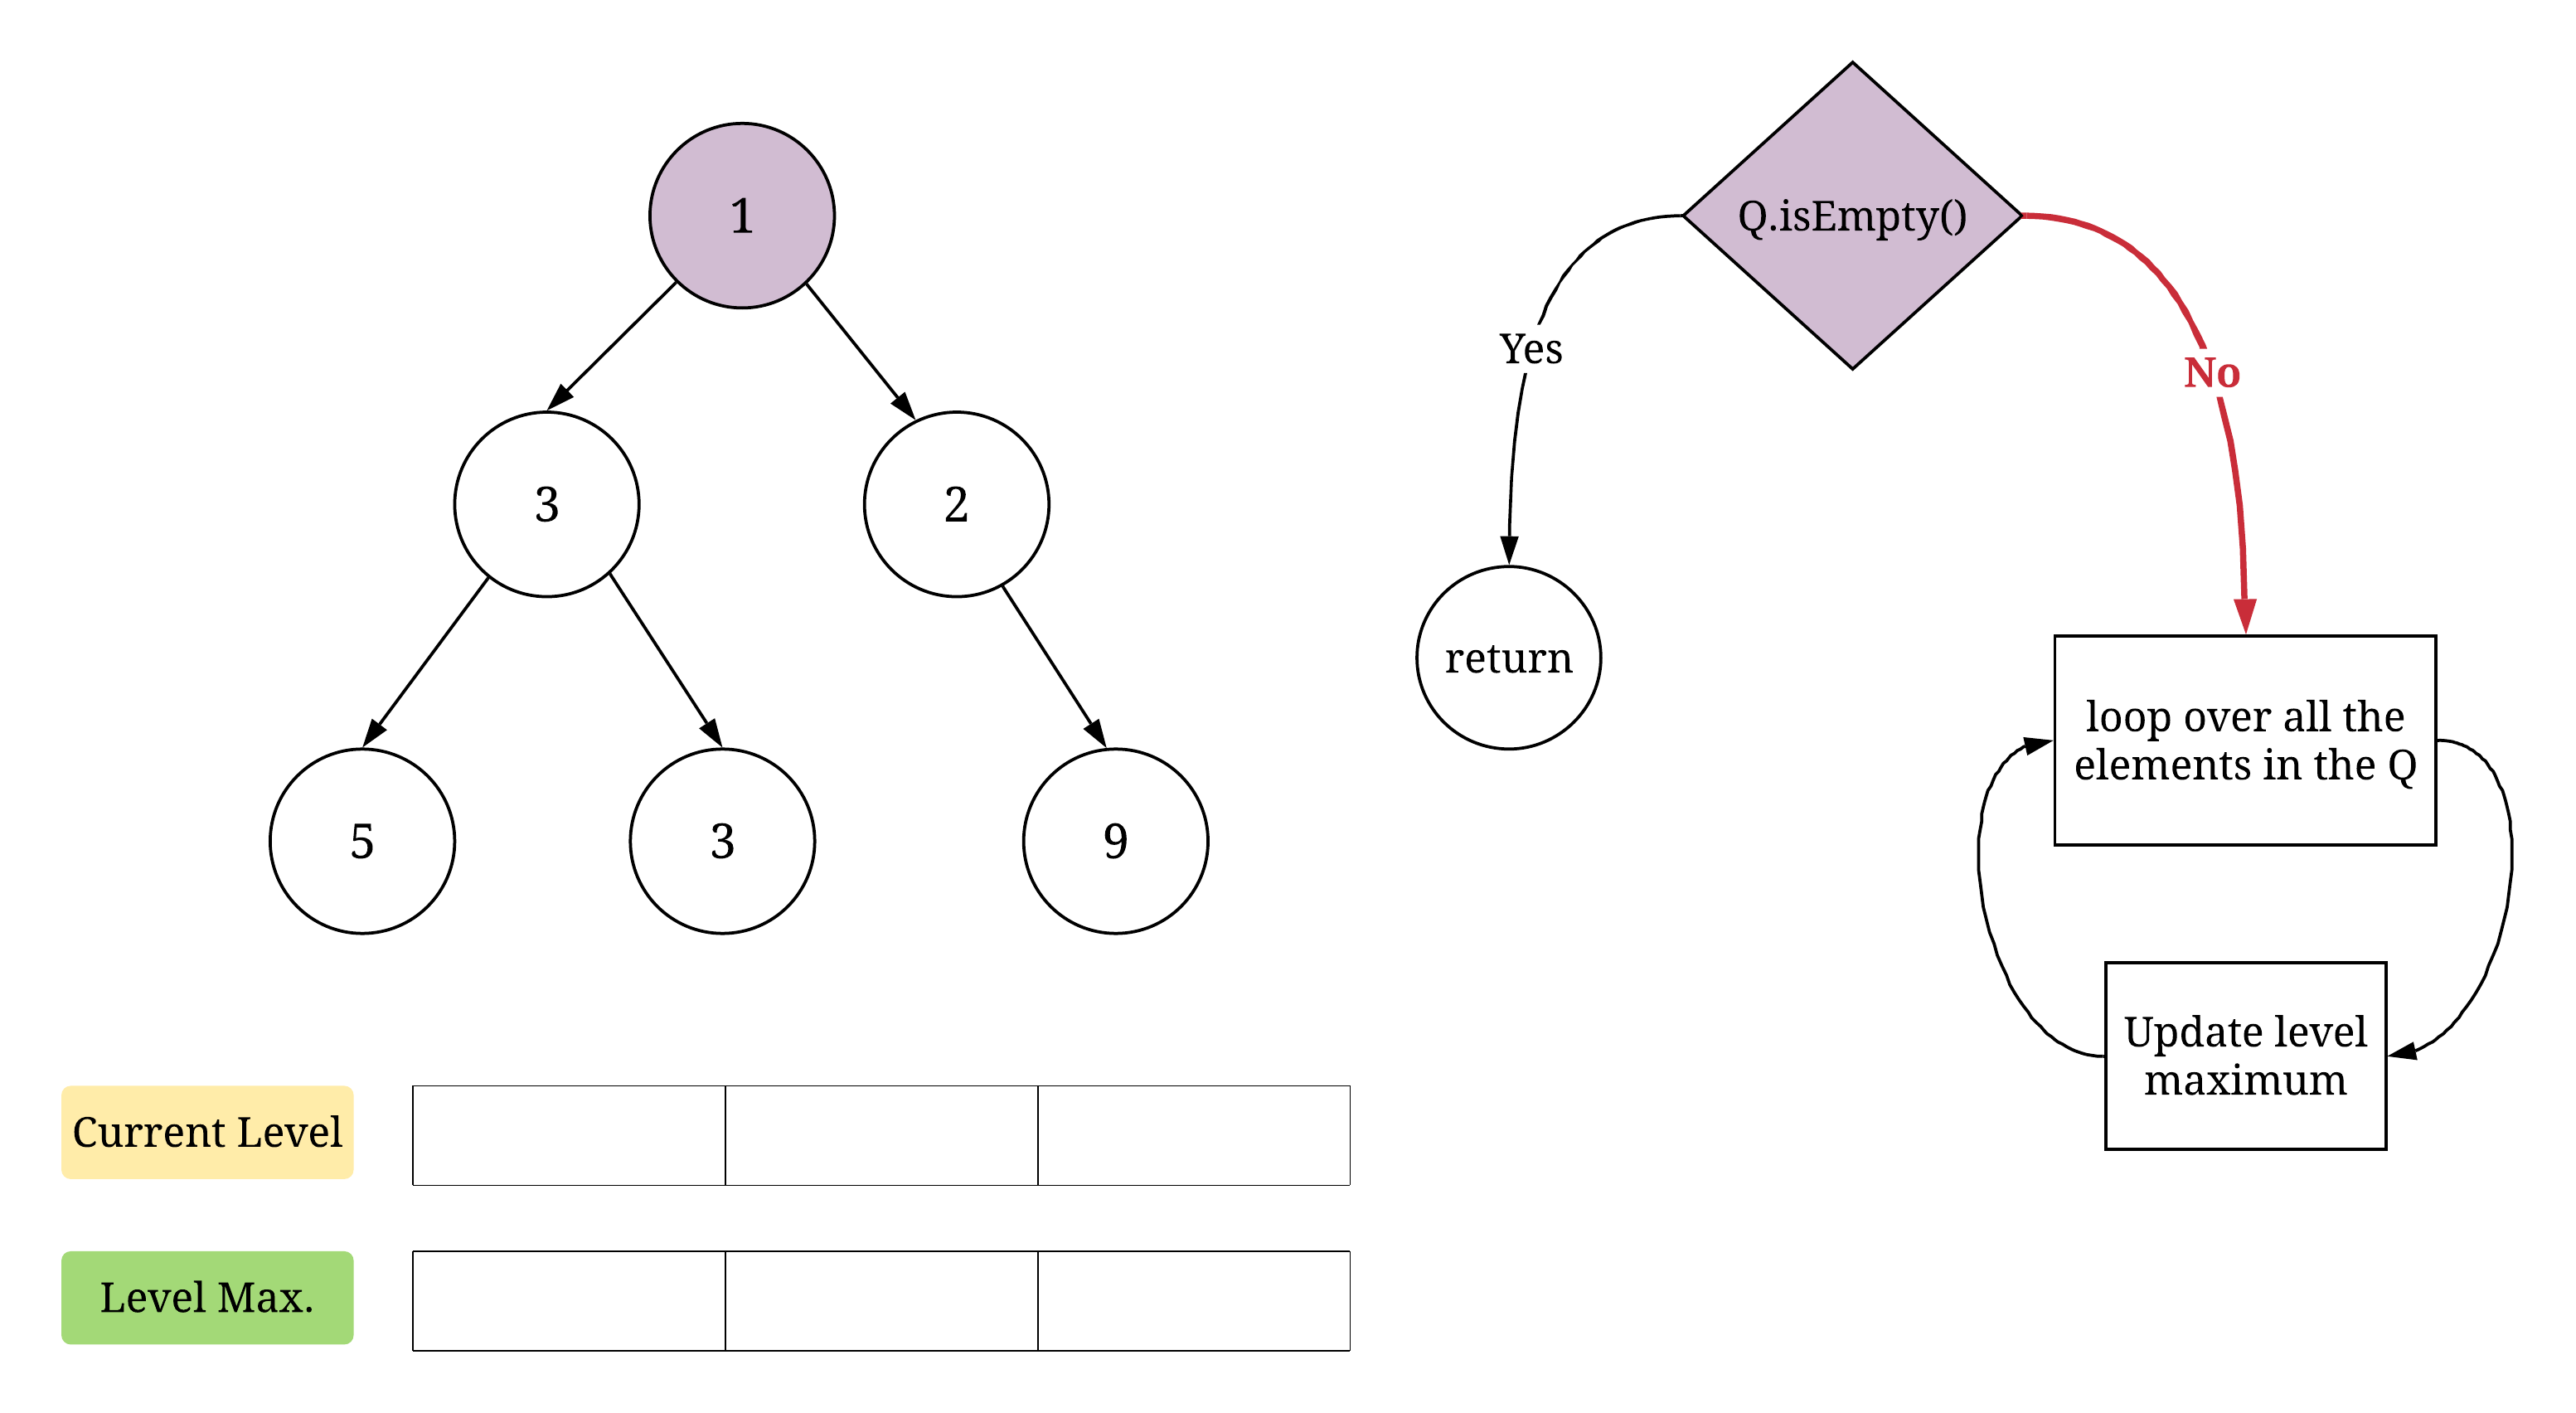 1
3
2
5
3
9
Current Level
Level Max.
Q.isEmpty()
Yes
No
return
loop over all the
elements in the Q
Update level
maximum